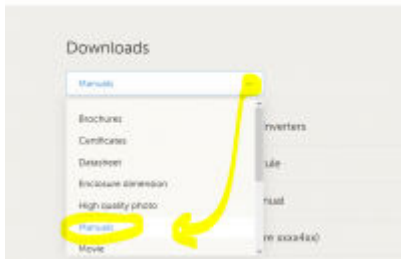 Downloads
Manuals
Brochures
Certificates
Datasheet
Enclosure dimension
High quality photo
Manuals
Movie
nverters
ule
nual